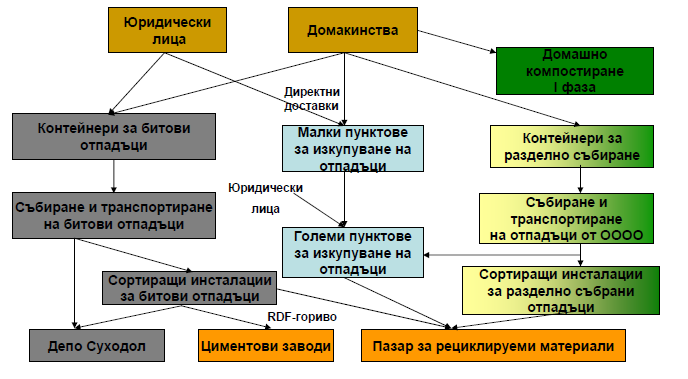 Юридически
лица
Домакинства
Домашно
компостиране
I фаза
Директни
доставки
Контейнери за битови
отпадъци
Малки пунктове
за изкупуване на
отпадъци
Контейнери за
разделно събиране
Юридически
лица
Събиране и транспортиране
на битови отпадъци
Събиране и
транспортиране
на отпадъци от ОООО
Големи пунктове
за изкупуване на
отпадъци
Сортиращи инсталации
за битови отпадъци
Сортиращи инсталации
за разделно събрани
отпадъци
RDF-гориво
Депо Суходол
Циментови заводи
Пазар за рециклируеми материали